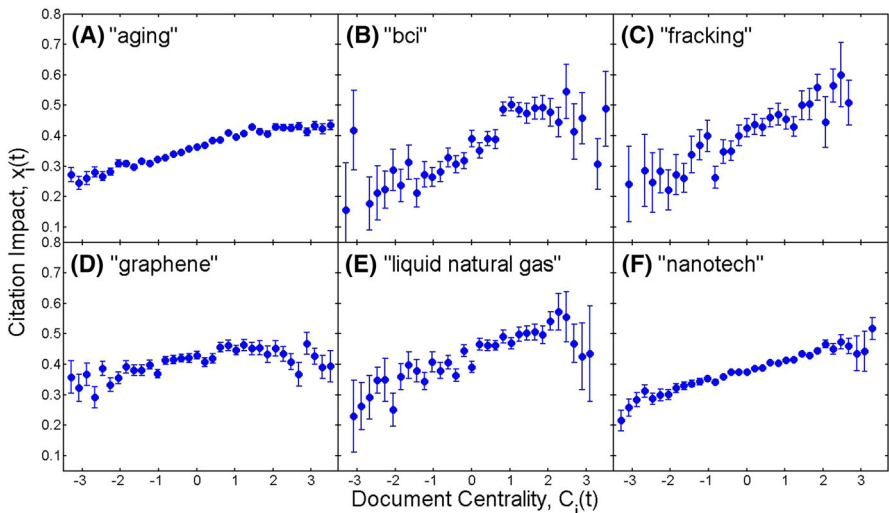 (A) "aging"
(B) "bci"
(C) "fracking"
0.8
0.7
0.6
0.5
0.4
0.3
0.2
0.1
(D) "graphene"
(E) "liquid natural gas"
(F) "nanotech"
0.8
0.7
0.6
0.5
0.4
0.3
0.2
0.1
Citation Impact, xi(t)
-3 -2 -1 0 1 2 3
-3 -2 -1 0 1 2 3
-3 -2 -1 0 1 2 3
Document Centrality, Ci(t)